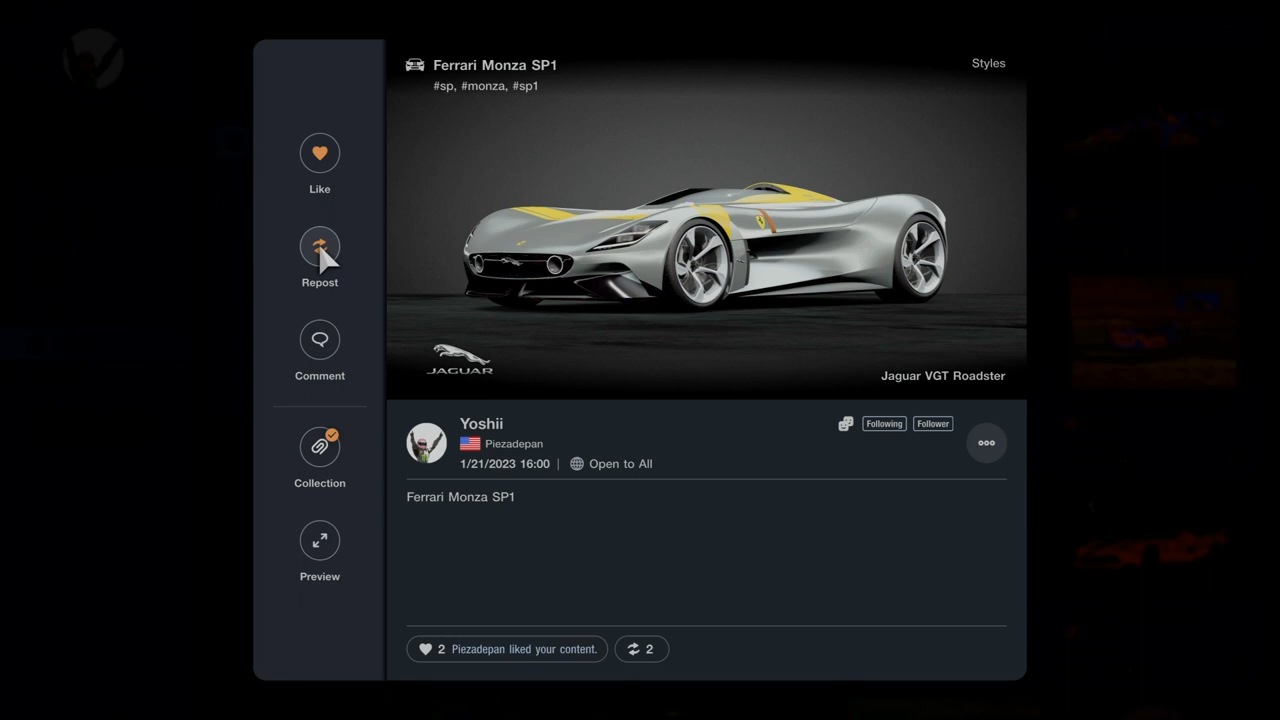 Ferrari Monza SP1
Styles
#sp, #monza, #sp1
Like
Repost
Comment
Collection
Preview
JAGUAR
Jaguar VGT Roadster
Yoshii
Following
Follower
Piezadepan
1/21/2023 16:00 | Open to All
Ferrari Monza SP1
2 Piezadepan liked your content.
2